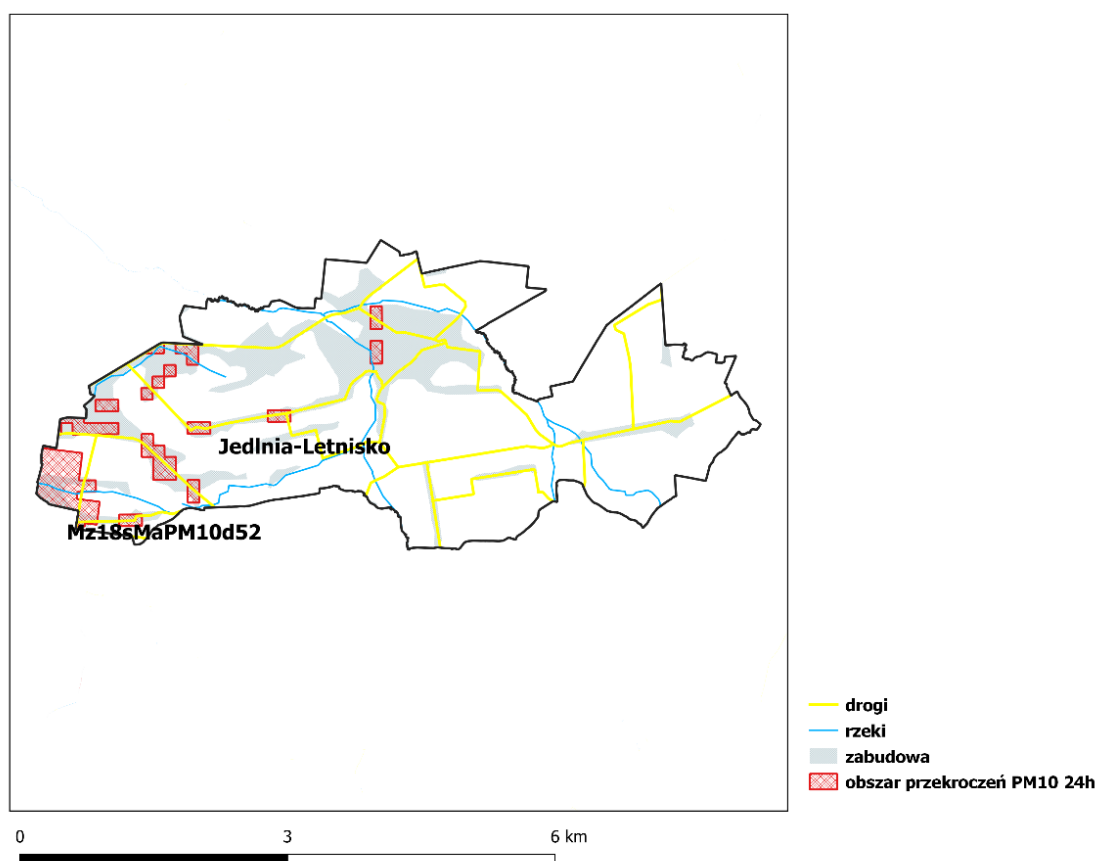 Jedlnia-Letnisko
Mz18sMaPM10d52
drogi
rzeki
zabudowa
obszar przekroczeń PM10 24h
0 3 6 km